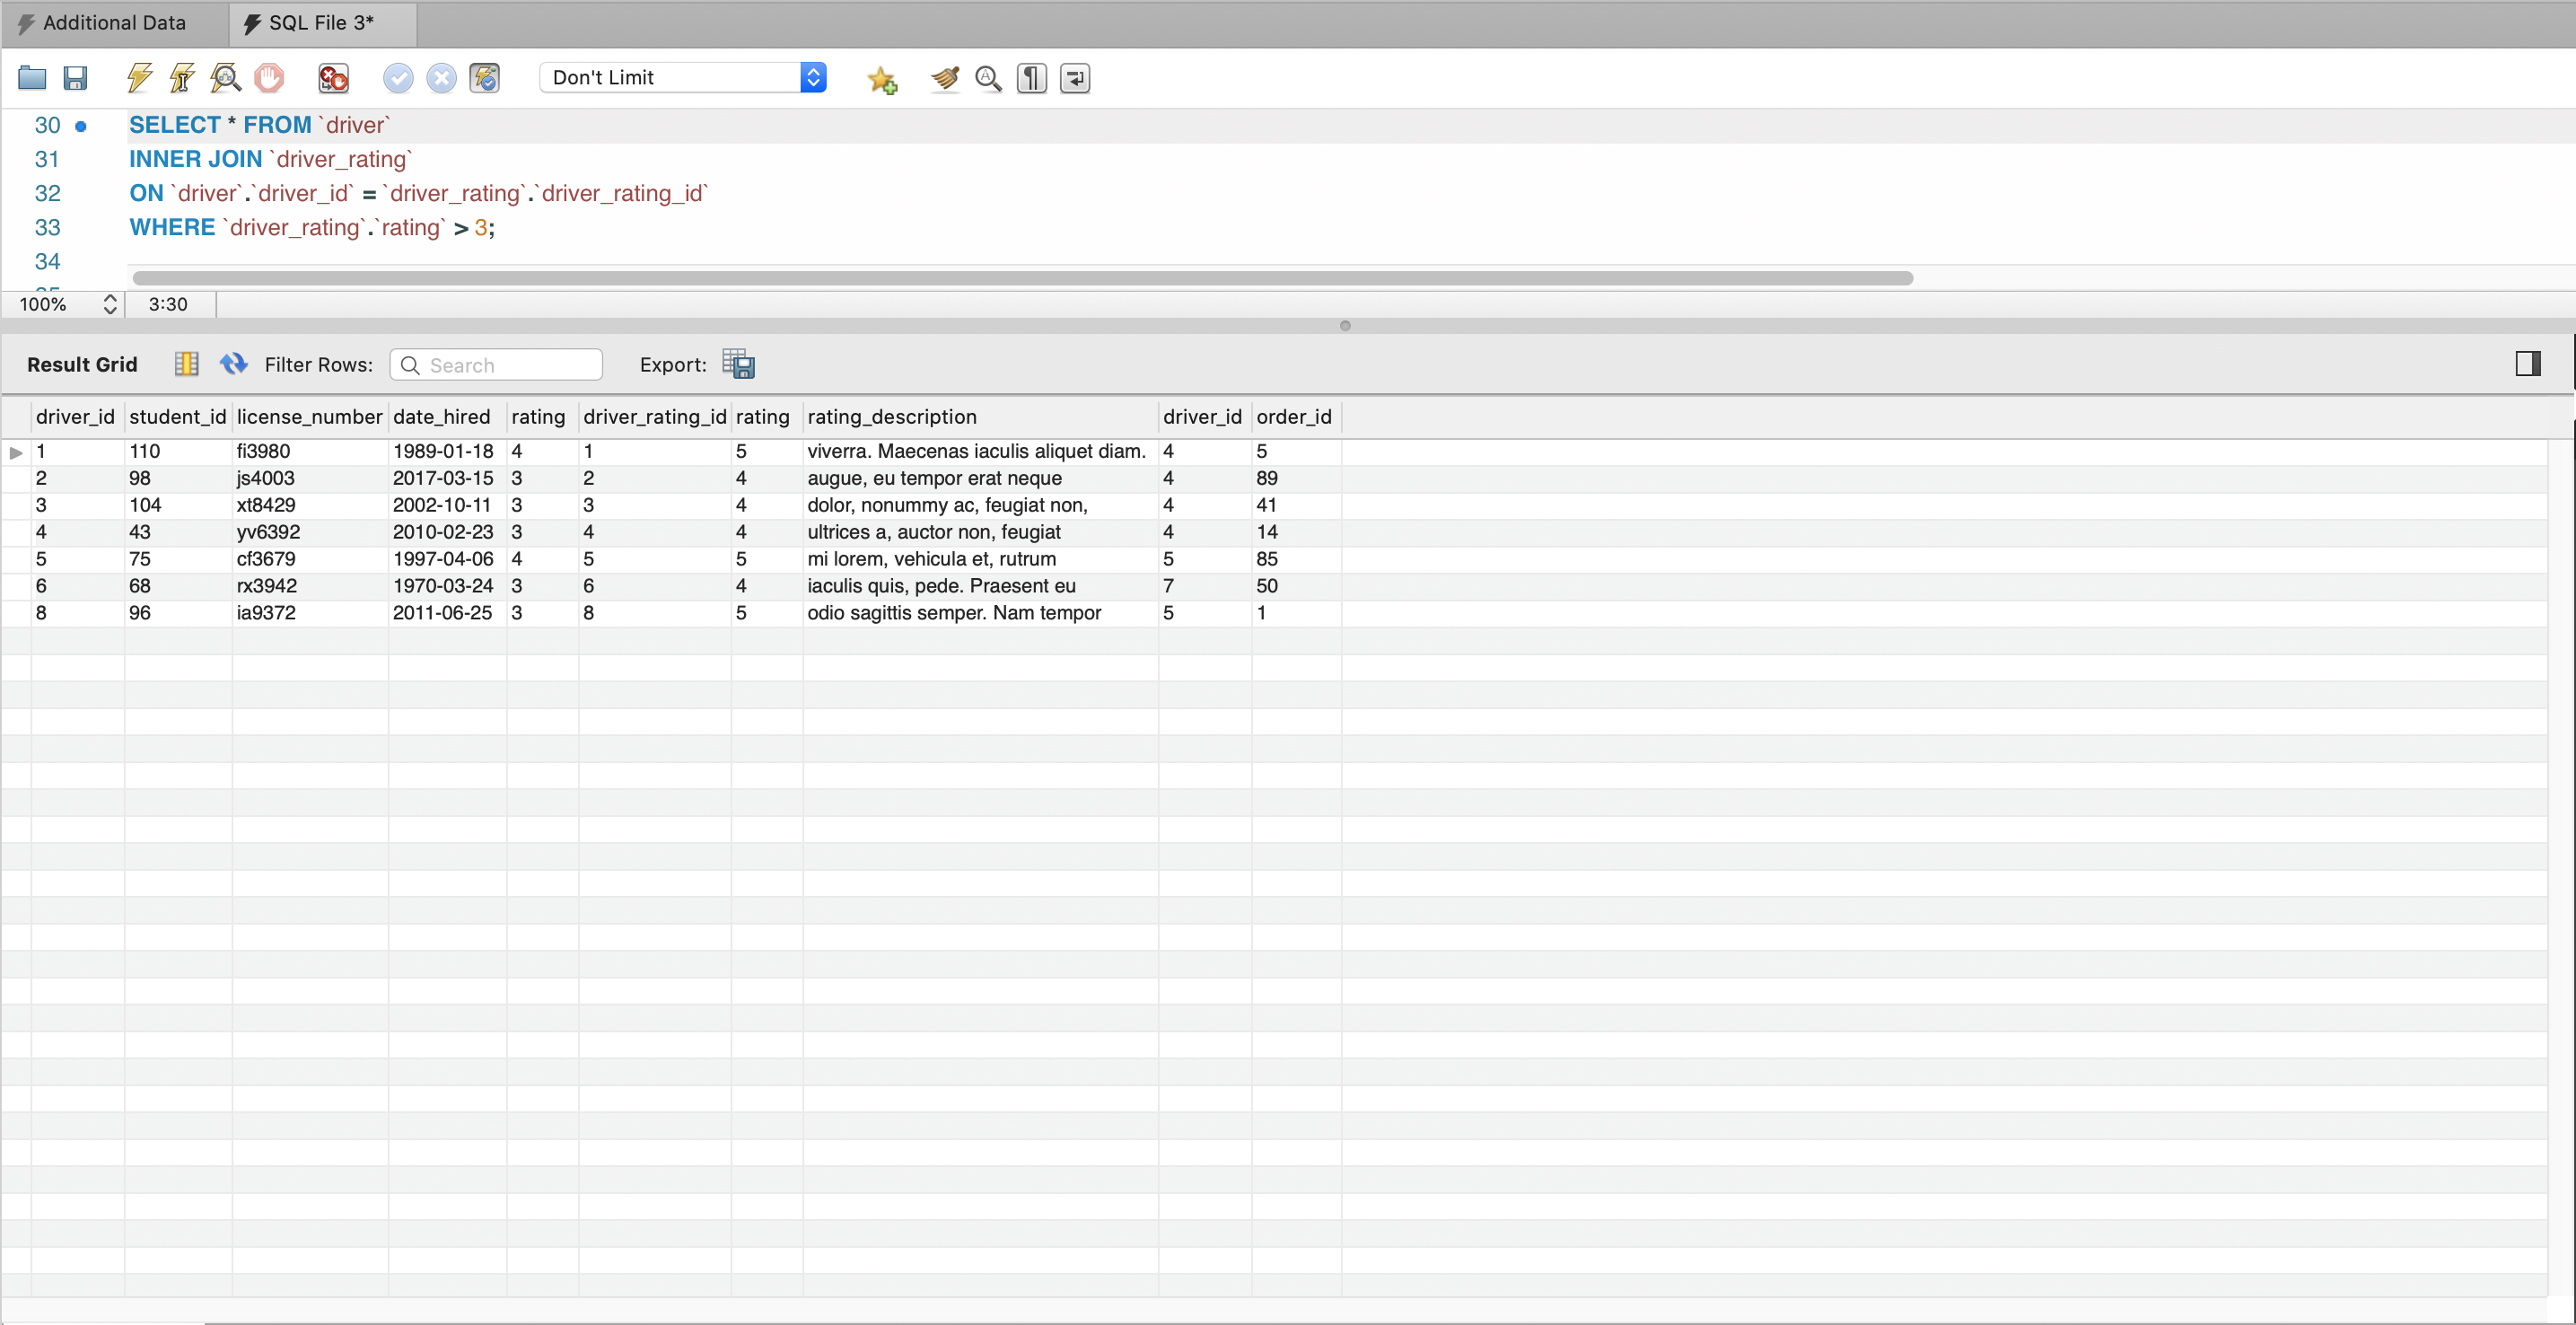 Additional Data
SQL File 3*
Don't Limit
30 SELECT * FROM `driver`
31 INNER JOIN `driver_rating`
32 ON `driver`.`driver_id` = `driver_rating`.`driver_rating_id`
33 WHERE `driver_rating`.`rating` > 3;
34
100% 3:30
Result Grid Filter Rows: Search Export:
driver_id student_id license_number date_hired rating driver_rating_id rating rating_description driver_id order_id
1 110 fi3980 1989-01-18 4 1 5 viverra. Maecenas iaculis aliquet diam. 4 5
2 98 js4003 2017-03-15 3 2 4 augue, eu tempor erat neque 4 89
3 104 xt8429 2002-10-11 3 3 4 dolor, nonummy ac, feugiat non, 4 41
4 43 yv6392 2010-02-23 3 4 4 ultrices a, auctor non, feugiat 4 14
5 75 cf3679 1997-04-06 4 5 5 mi lorem, vehicula et, rutrum 5 85
6 68 rx3942 1970-03-24 3 6 4 iaculis quis, pede. Praesent eu 7 50
8 96 ia9372 2011-06-25 3 8 5 odio sagittis semper. Nam tempor 5 1